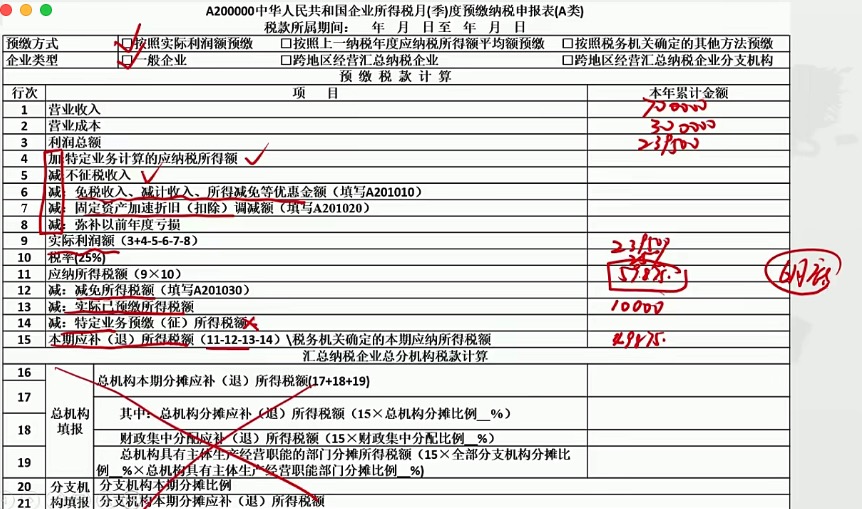 A200000中华人民共和国企业所得税月(季)度预缴纳税申报表(A类)
税款所属期间： 年 月 日至 年 月 日
预缴方式 □按照实际利润额预缴 □按照上一纳税年度应纳税所得额平均额预缴 □按照税务机关确定的其他方法预缴
企业类型 □一般企业 □跨地区经营汇总纳税企业 □跨地区经营汇总纳税企业分支机构
预 缴 税 款 计 算
行次 项 目 本年累计金额
1 营业收入 700000
2 营业成本 300000
3 利润总额 239500
4 加:特定业务计算的应纳税所得额
5 减:不征税收入
6 减：免税收入、减计收入、所得减免等优惠金额（填写A201010）
7 减：固定资产加速折旧（扣除）调减额（填写A201020）
8 减：弥补以前年度亏损
9 实际利润额（3+4-5-6-7-8） 239500
10 税率(25%) 25%
11 应纳所得税额（9×10） 59875
12 减：减免所得税额（填写A201030）
13 减：实际已预缴所得税额 10000
14 减：特定业务预缴（征）所得税额
15 本期应补（退）所得税额（11-12-13-14）\税务机关确定的本期应纳所得税额 49875
汇总纳税企业总分机构税款计算
16 总机构本期分摊应补（退）所得税额(17+18+19)
17 其中：总机构分摊应补（退）所得税额（15×总机构分摊比例__%）
总机构填报
18 财政集中分配应补（退）所得税额（15×财政集中分配比例__%）
19 总机构具有主体生产经营职能的部门分摊所得税额（15×全部分支机构分摊比例__%×总机构具有主体生产经营职能部门分摊比例__%)
20 分支机构填报 分支机构本期分摊比例
21 分支机构本期分摊应补（退）所得税额